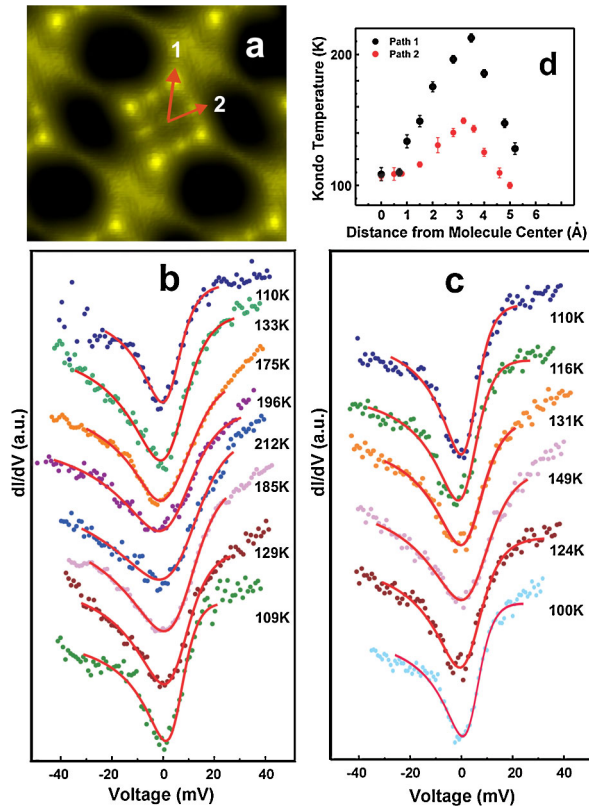 a
1
2
d
Path 1
Path 2
Kondo Temperature (K)
200
100
0 1 2 3 4 5 6
Distance from Molecule Center (Å)
b
110K
133K
175K
196K
212K
185K
129K
109K
dI/dV (a.u.)
-40 -20 0 20 40
Voltage (mV)
c
110K
116K
131K
149K
124K
100K
dI/dV (a.u.)
-40 -20 0 20 40
Voltage (mV)